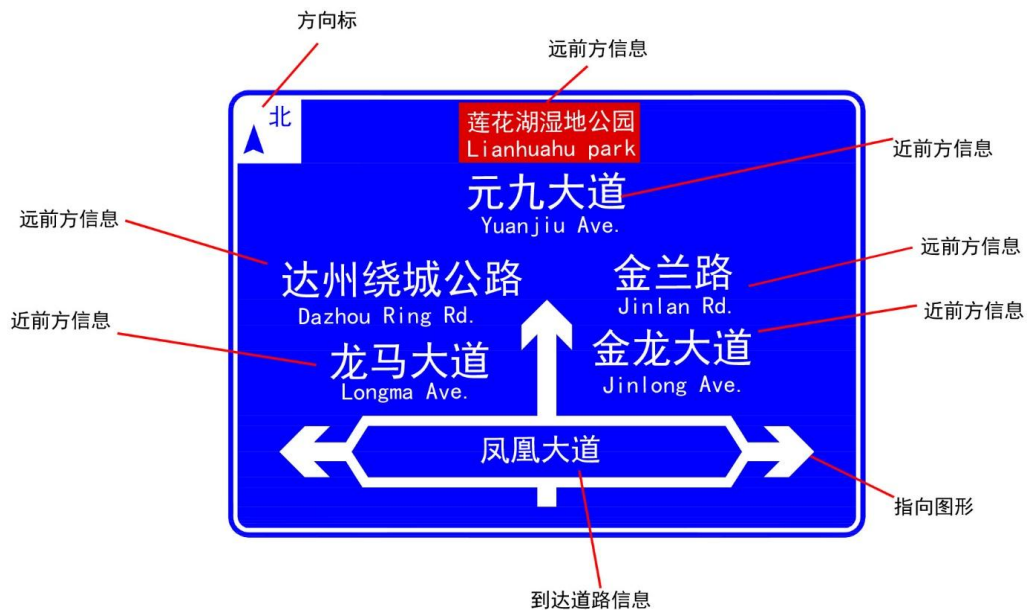 方向标
远前方信息
北
莲花湖湿地公园
Lianhuahu park
近前方信息
元九大道
Yuanjiu Ave.
远前方信息
远前方信息
达州绕城公路
Dazhou Ring Rd.
金兰路
Jinlan Rd.
近前方信息
近前方信息
龙马大道
Longma Ave.
金龙大道
Jinlong Ave.
凤凰大道
指向图形
到达道路信息